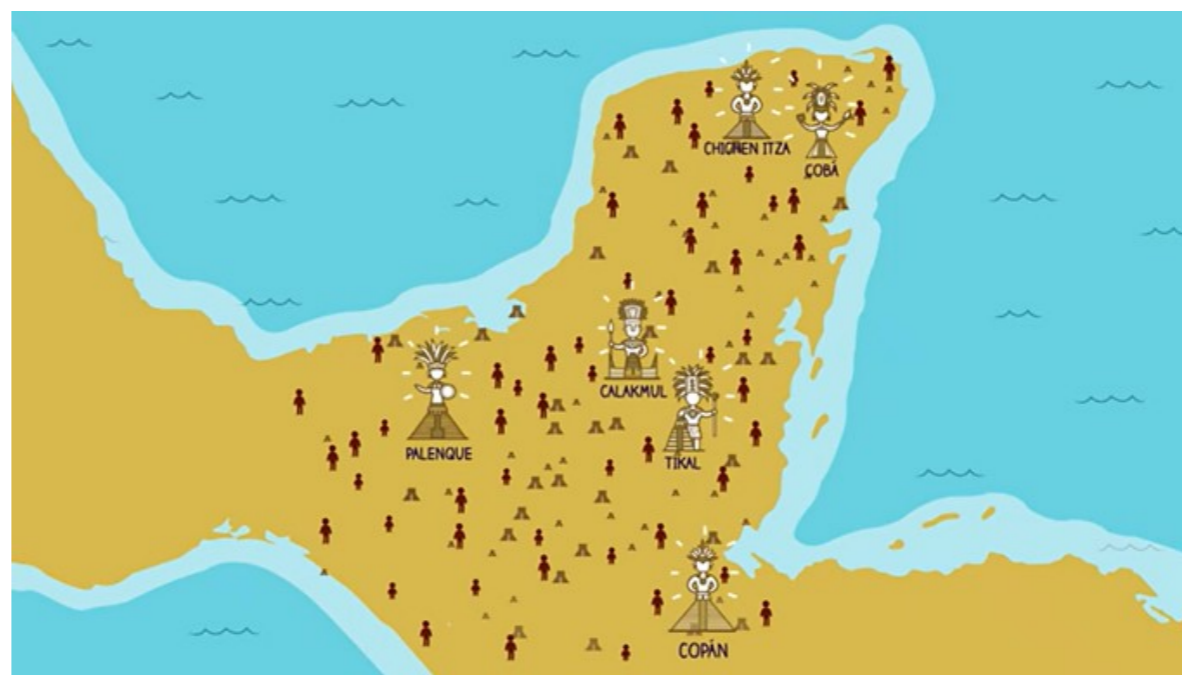 CHICHEN ITZA
COBÁ
CALAKMUL
PALENQUE
TIKAL
COPÁN